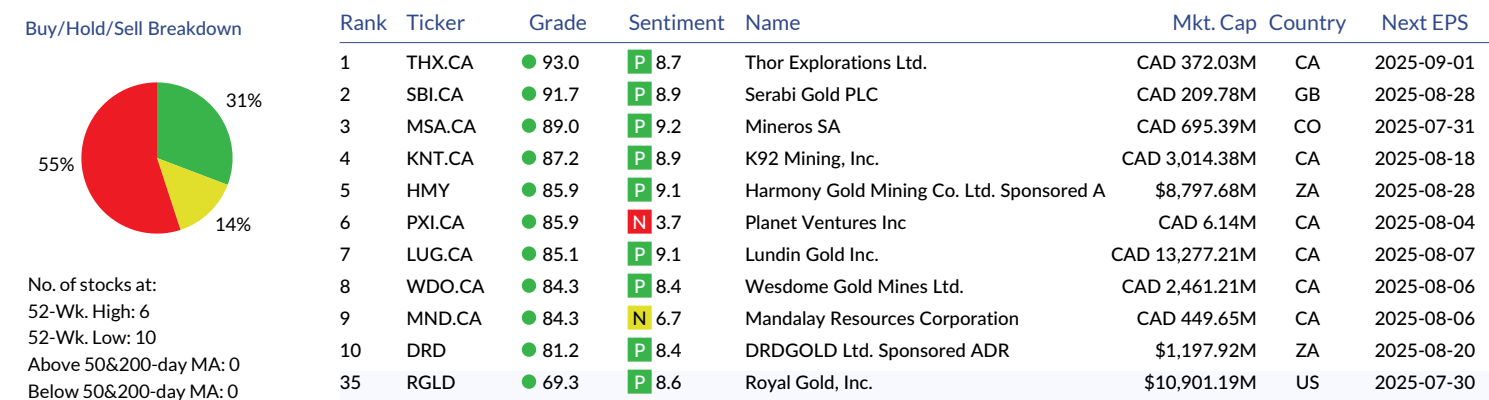 Buy/Hold/Sell Breakdown
31%
55%
14%
No. of stocks at:
52-Wk. High: 6
52-Wk. Low: 10
Above 50&200-day MA: 0
Below 50&200-day MA: 0
Rank Ticker Grade Sentiment Name Mkt. Cap Country Next EPS
1 THX.CA 93.0 P 8.7 Thor Explorations Ltd. CAD 372.03M CA 2025-09-01
2 SBI.CA 91.7 P 8.9 Serabi Gold PLC CAD 209.78M GB 2025-08-28
3 MSA.CA 89.0 P 9.2 Mineros SA CAD 695.39M CO 2025-07-31
4 KNT.CA 87.2 P 8.9 K92 Mining, Inc. CAD 3,014.38M CA 2025-08-18
5 HMY 85.9 P 9.1 Harmony Gold Mining Co. Ltd. Sponsored A $8,797.68M ZA 2025-08-28
6 PXI.CA 85.9 N 3.7 Planet Ventures Inc CAD 6.14M CA 2025-08-04
7 LUG.CA 85.1 P 9.1 Lundin Gold Inc. CAD 13,277.21M CA 2025-08-07
8 WDO.CA 84.3 P 8.4 Wesdome Gold Mines Ltd. CAD 2,461.21M CA 2025-08-06
9 MND.CA 84.3 N 6.7 Mandalay Resources Corporation CAD 449.65M CA 2025-08-06
10 DRD 81.2 P 8.4 DRDGOLD Ltd. Sponsored ADR $1,197.92M ZA 2025-08-20
35 RGLD 69.3 P 8.6 Royal Gold, Inc. $10,901.19M US 2025-07-30